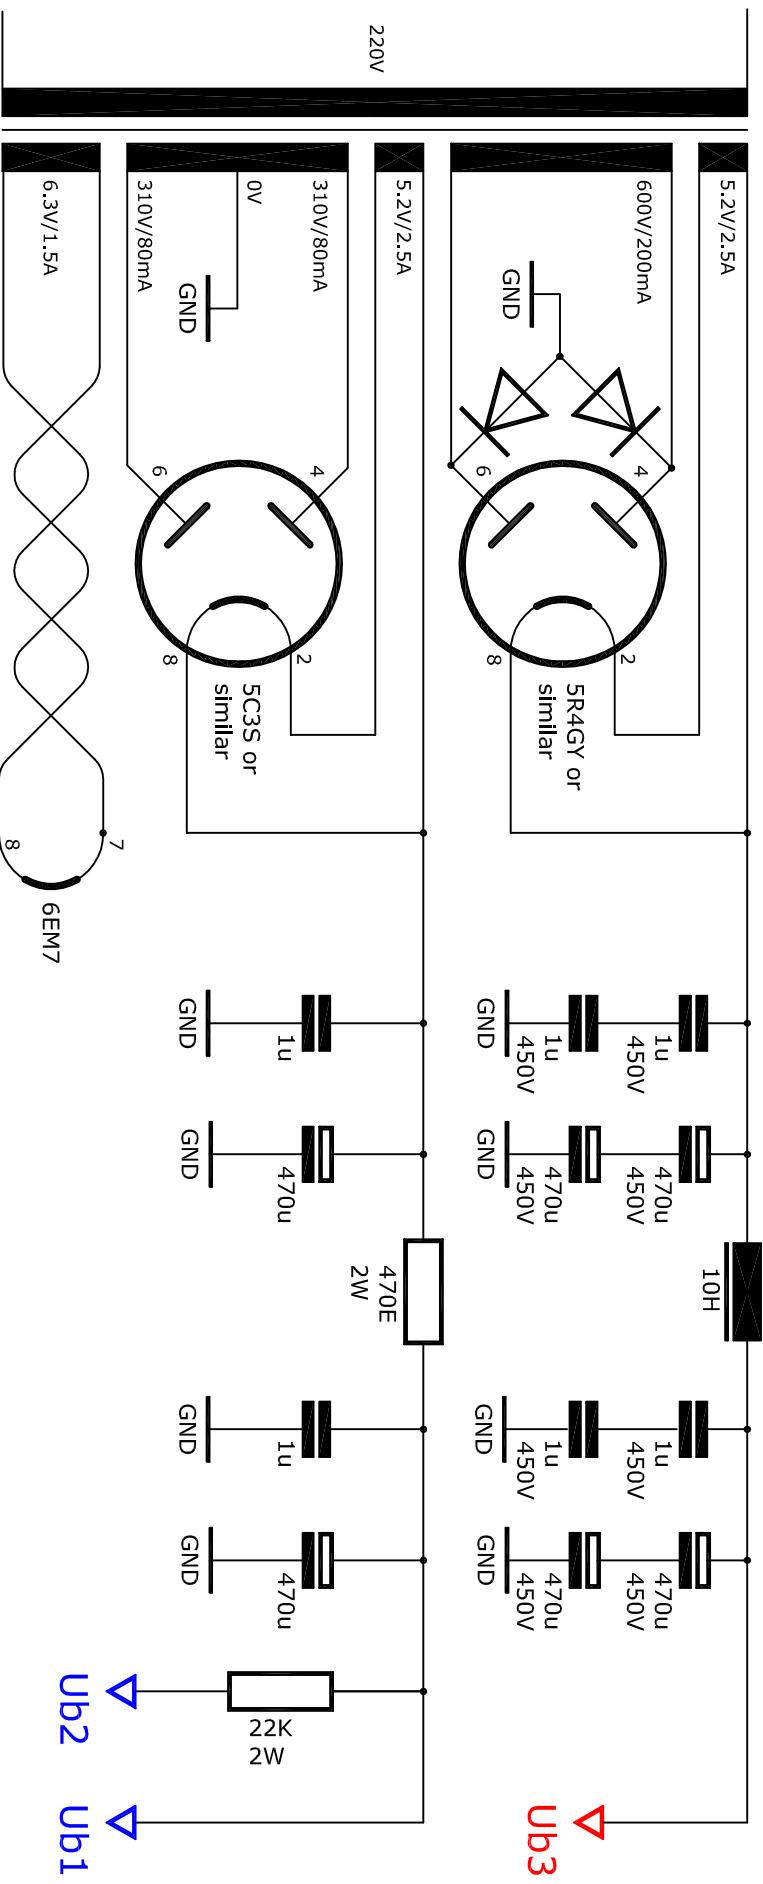 220V
5.2V/2.5A
600V/200mA
5.2V/2.5A
310V/80mA
0V
310V/80mA
6.3V/1.5A
GND
GND
4
6
4
6
2
8
2
8
5R4GY or
similar
5C3S or
similar
7
8
6EM7
1u
450V
1u
450V
GND
1u
GND
470u
450V
470u
450V
GND
470u
GND
10H
470E
2W
1u
450V
1u
450V
GND
1u
GND
470u
450V
470u
450V
GND
470u
GND
22K
2W
Ub2
Ub3
Ub1